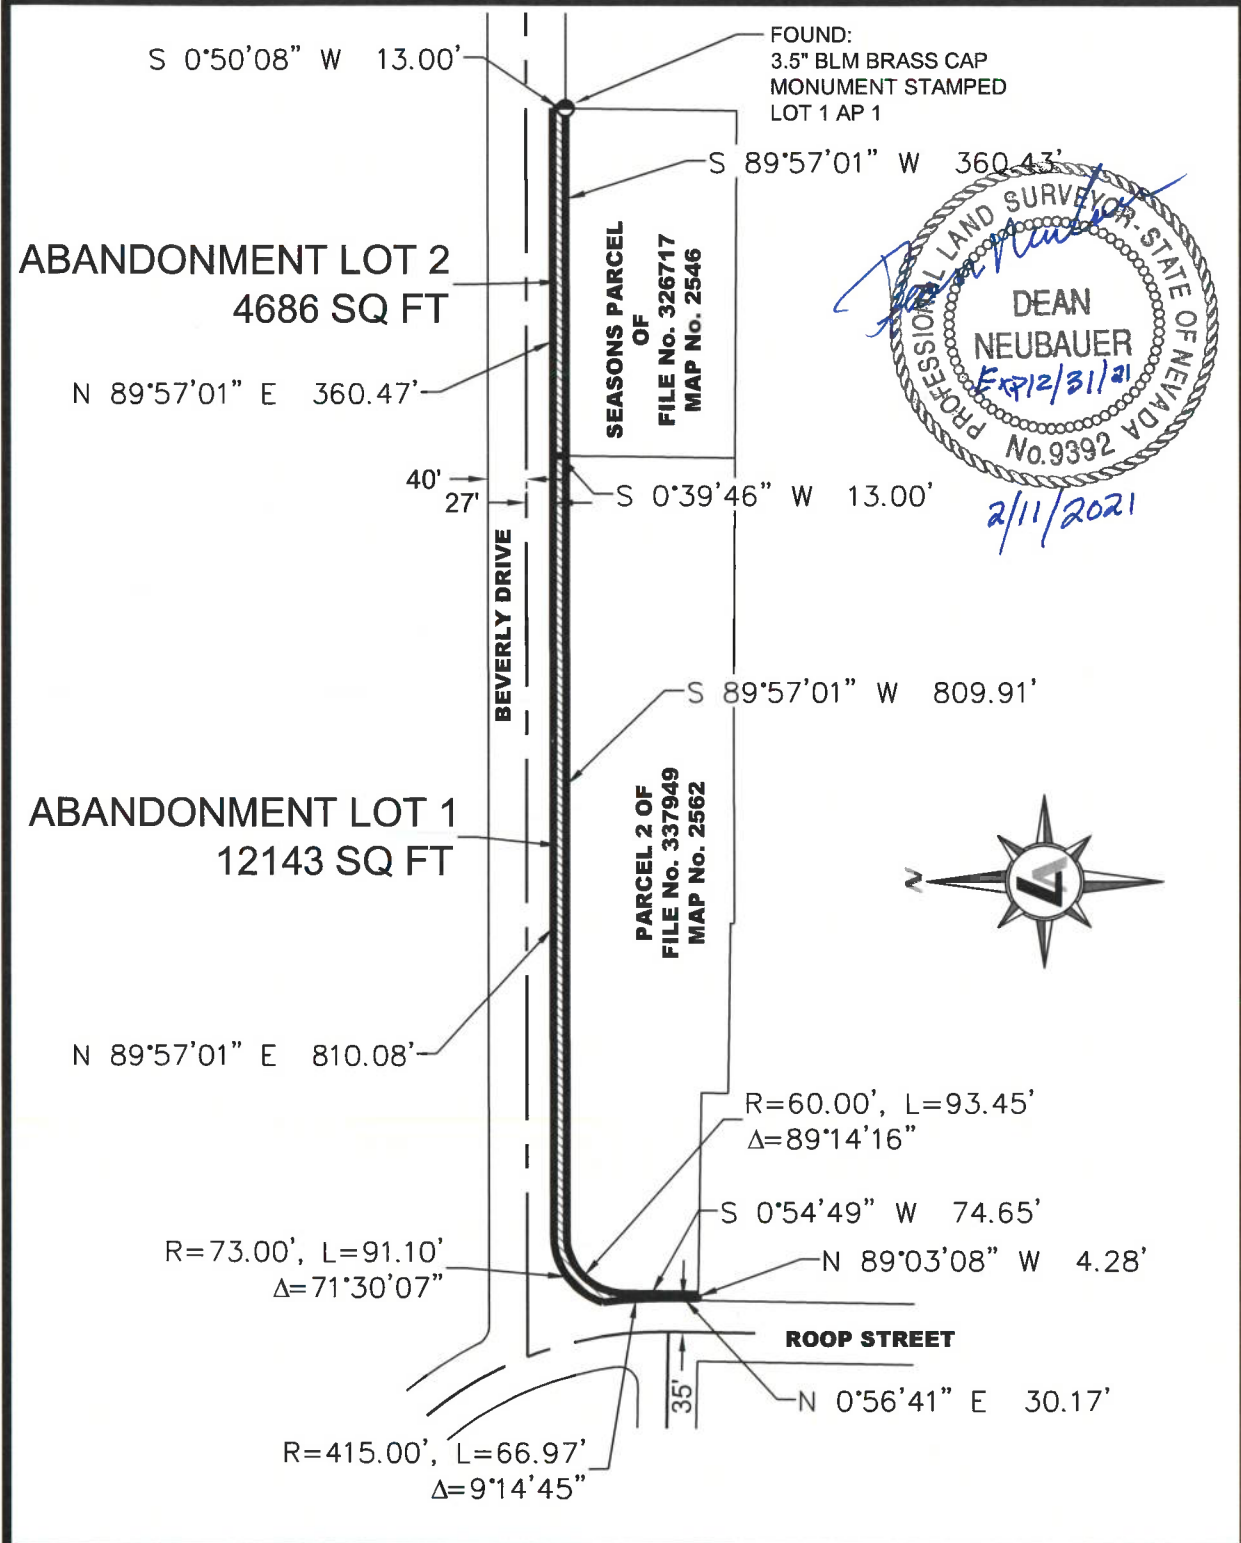 S 0°50'08" W 13.00'
FOUND:
3.5" BLM BRASS CAP
MONUMENT STAMPED
LOT 1 AP 1
S 89°57'01" W 360.43'
ABANDONMENT LOT 2
4686 SQ FT
N 89°57'01" E 360.47'
SEASONS PARCEL
OF
FILE No. 326717
MAP No. 2546
PROFESSIONAL LAND SURVEYOR - STATE OF NEVADA
DEAN
NEUBAUER
Exp 12/31/21
No. 9392
2/11/2021
40'
27'
S 0°39'46" W 13.00'
BEVERLY DRIVE
S 89°57'01" W 809.91'
ABANDONMENT LOT 1
12143 SQ FT
PARCEL 2 OF
FILE No. 337949
MAP No. 2562
N
N 89°57'01" E 810.08'
R=60.00', L=93.45'
Δ=89°14'16"
S 0°54'49" W 74.65'
R=73.00', L=91.10'
Δ=71°30'07"
N 89°03'08" W 4.28'
ROOP STREET
35'
N 0°56'41" E 30.17'
R=415.00', L=66.97'
Δ=9°14'45"